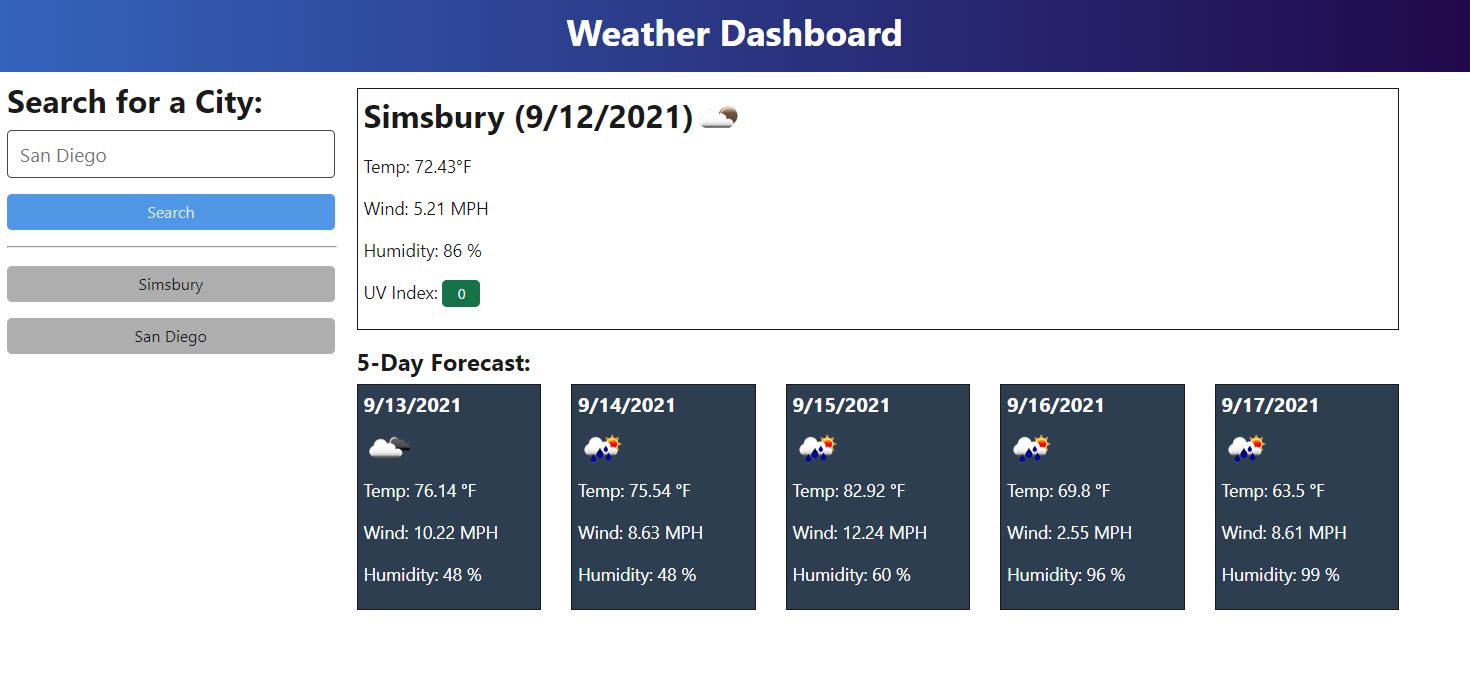 Weather Dashboard
Search for a City:
San Diego
Search
Simsbury
San Diego
Simsbury (9/12/2021)
Temp: 72.43°F
Wind: 5.21 MPH
Humidity: 86 %
UV Index: 0
5-Day Forecast:
9/13/2021
Temp: 76.14 °F
Wind: 10.22 MPH
Humidity: 48 %
9/14/2021
Temp: 75.54 °F
Wind: 8.63 MPH
Humidity: 48 %
9/15/2021
Temp: 82.92 °F
Wind: 12.24 MPH
Humidity: 60 %
9/16/2021
Temp: 69.8 °F
Wind: 2.55 MPH
Humidity: 96 %
9/17/2021
Temp: 63.5 °F
Wind: 8.61 MPH
Humidity: 99 %